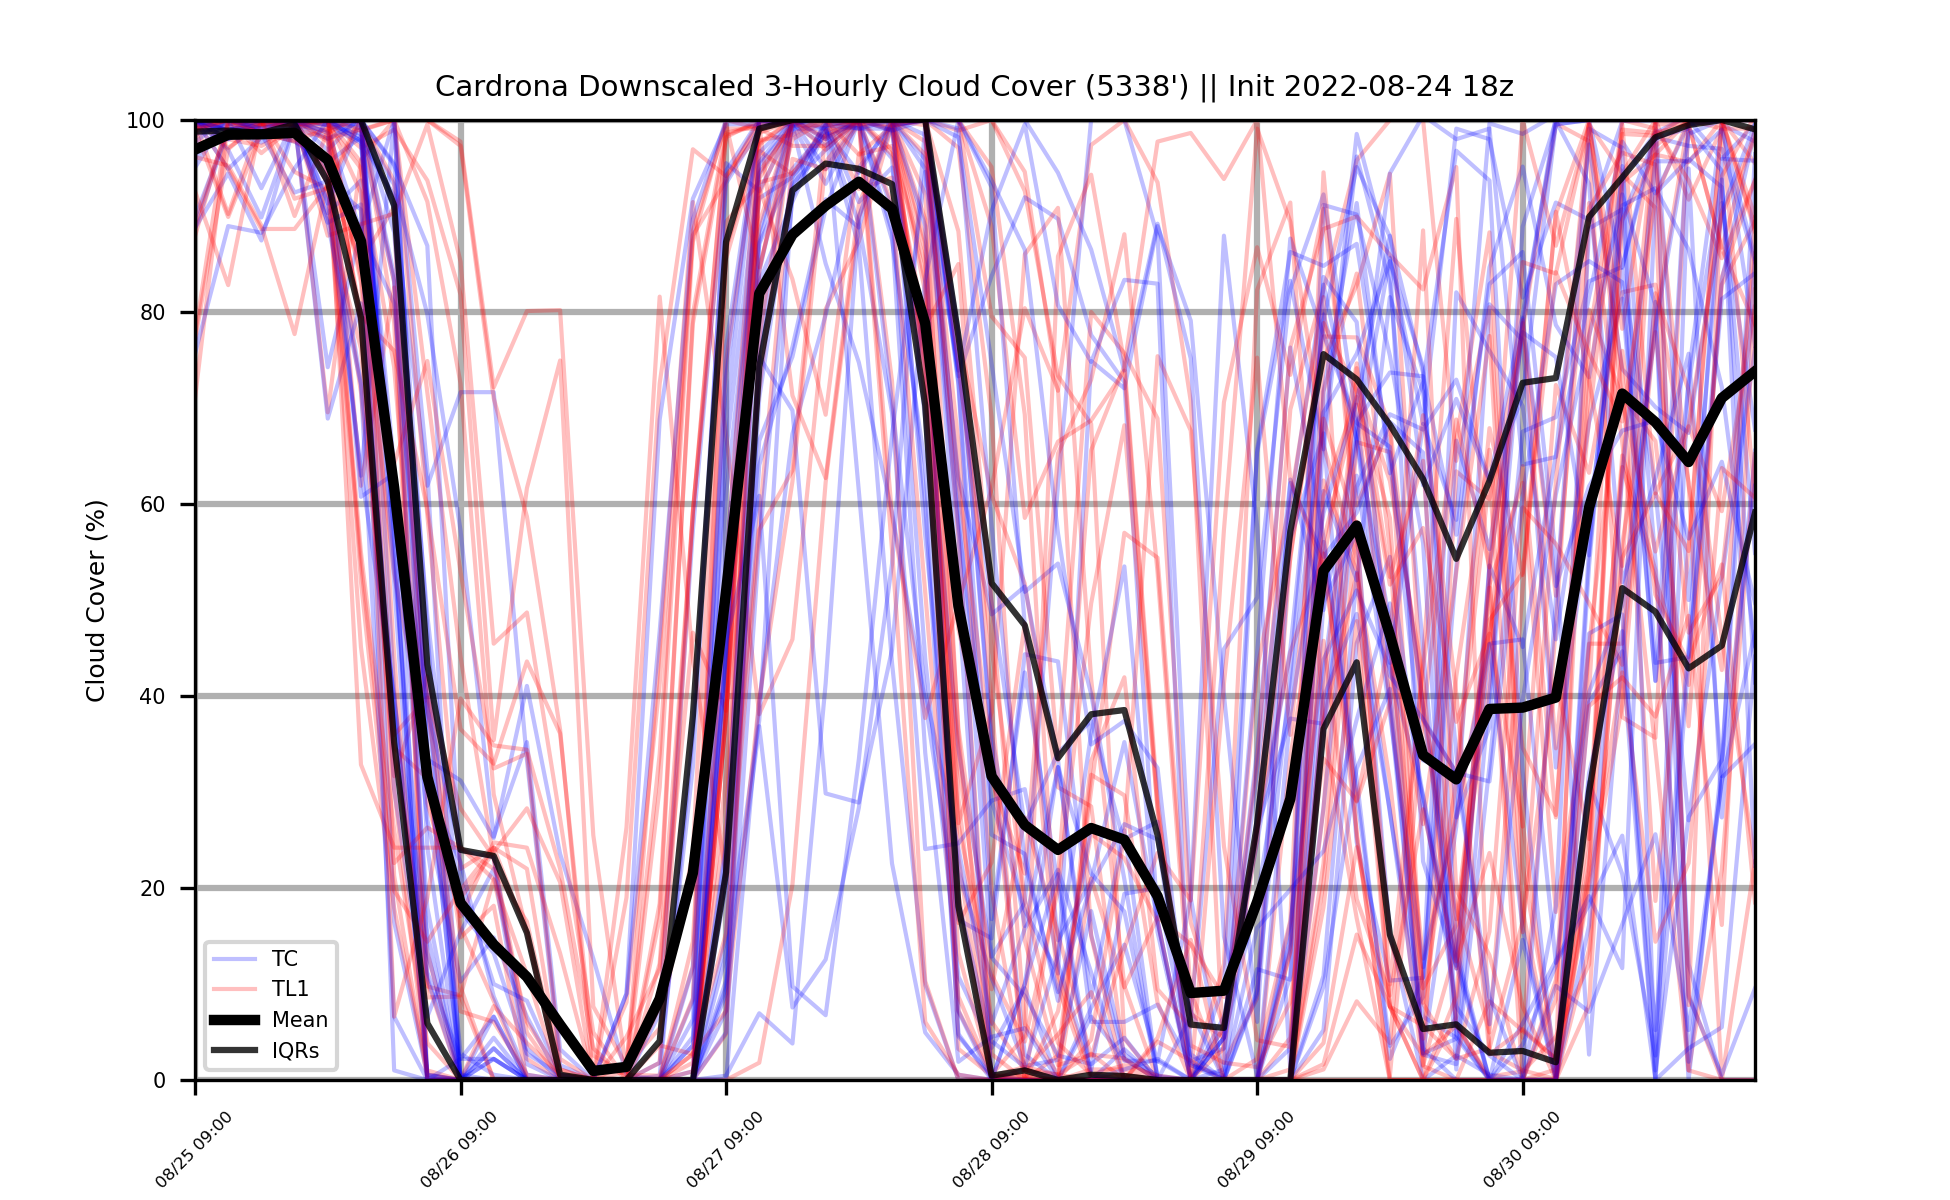 Cardrona Downscaled 3-Hourly Cloud Cover (5338') || Init 2022-08-24 18z
Cloud Cover (%)
100
80
60
40
20
0
TC
TL1
Mean
IQRs
08/25 09:00
08/26 09:00
08/27 09:00
08/28 09:00
08/29 09:00
08/30 09:00